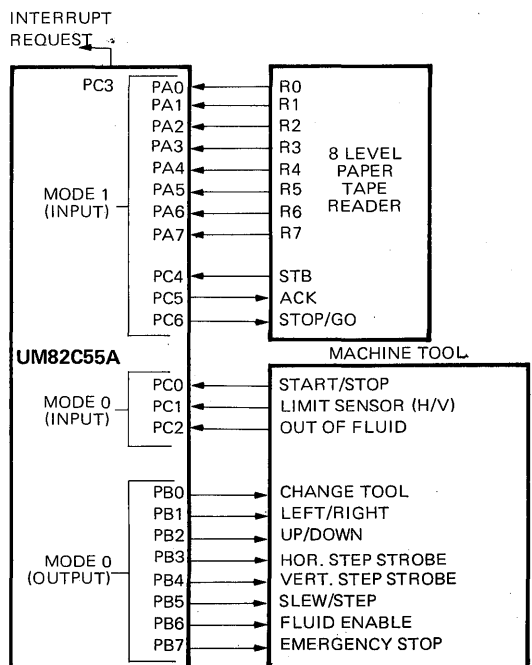 INTERRUPT
REQUEST
PC3
PA0 R0
PA1 R1
PA2 R2
PA3 R3
PA4 R4
PA5 R5
PA6 R6
PA7 R7
MODE 1
(INPUT)
8 LEVEL
PAPER
TAPE
READER
PC4 STB
PC5 ACK
PC6 STOP/GO
UM82C55A
MACHINE TOOL
MODE 0
(INPUT)
PC0 START/STOP
PC1 LIMIT SENSOR (H/V)
PC2 OUT OF FLUID
MODE 0
(OUTPUT)
PB0 CHANGE TOOL
PB1 LEFT/RIGHT
PB2 UP/DOWN
PB3 HOR. STEP STROBE
PB4 VERT. STEP STROBE
PB5 SLEW/STEP
PB6 FLUID ENABLE
PB7 EMERGENCY STOP